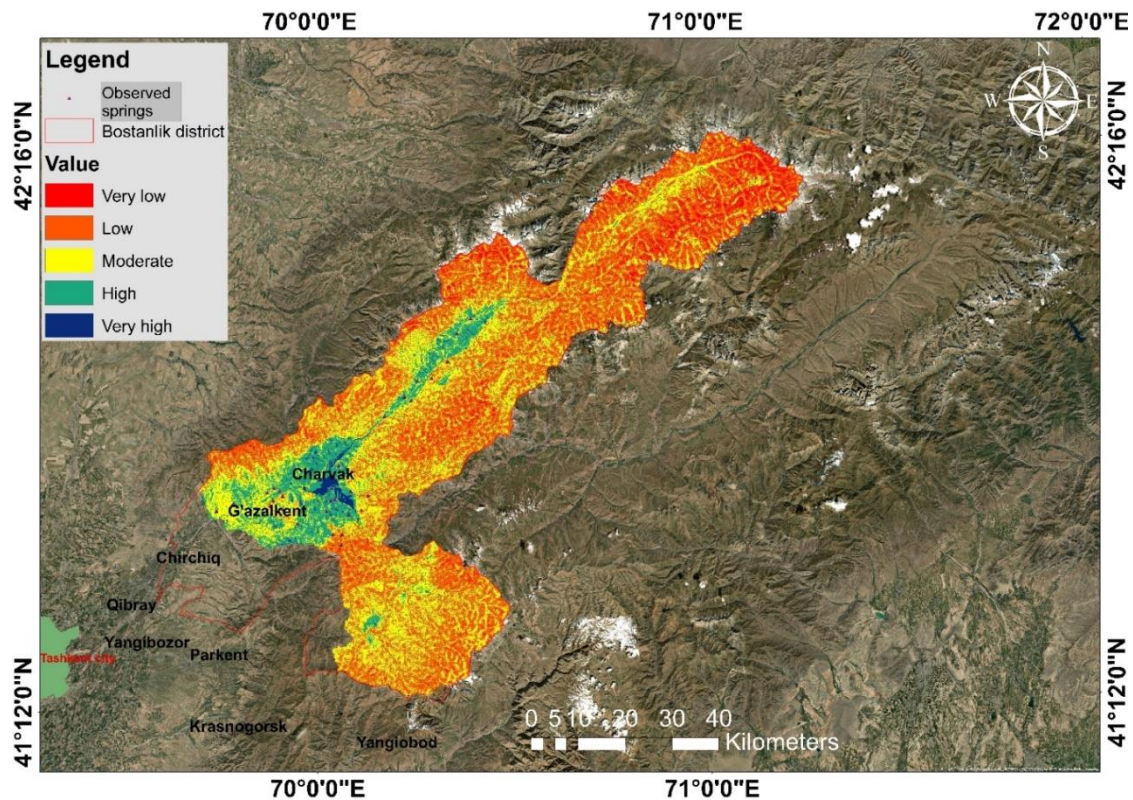 70°0'0"E 71°0'0"E 72°0'0"E
Legend
Observed
springs
Bostanlik district
Value
Very low
Low
Moderate
High
Very high
N
W E
S
42°16'0"N
42°16'0"N
Charvak
G'azalkent
Chirchiq
Qibray
Yangibozor
Parkent
Tashkent city
Krasnogorsk
Yangiobod
0 5 10 20 30 40
Kilometers
41°12'0"N
41°12'0"N
70°0'0"E 71°0'0"E